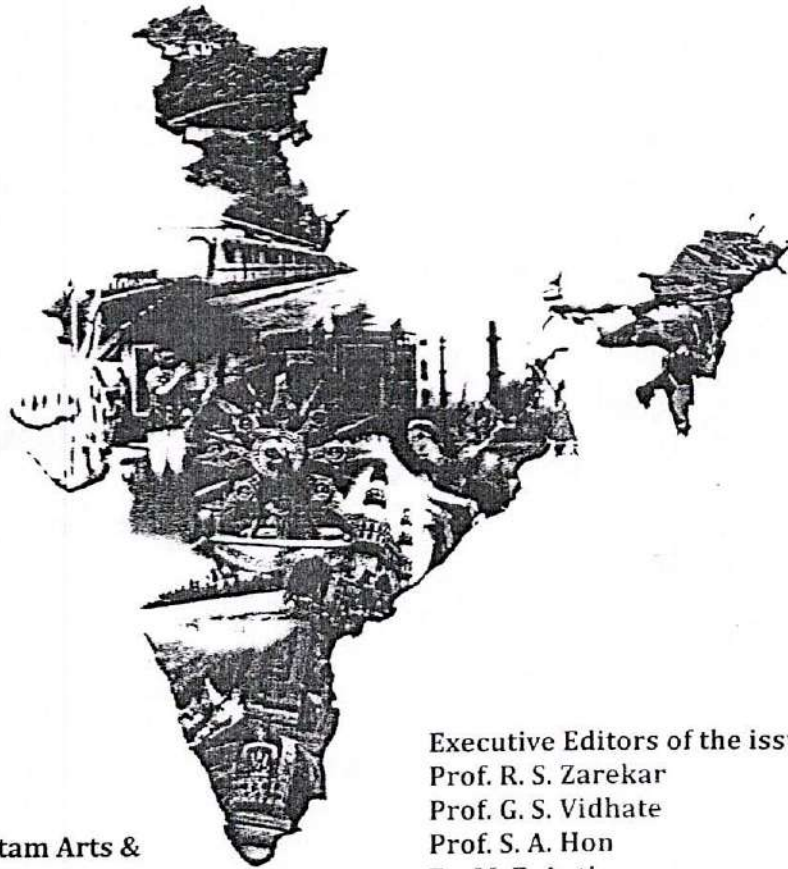 Executive Editors of the iss
Prof. R. S. Zarekar
Prof. G. S. Vidhate
Prof. S. A. Hon
tam Arts &